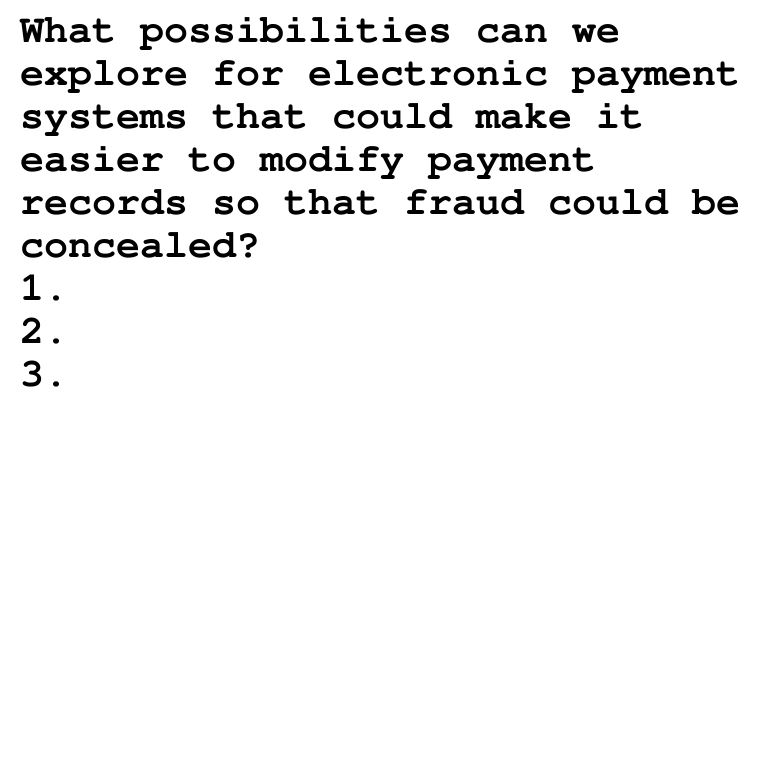 What possibilities can we
explore for electronic payment
systems that could make it
easier to modify payment
records so that fraud could be
concealed?
1.
2.
3.